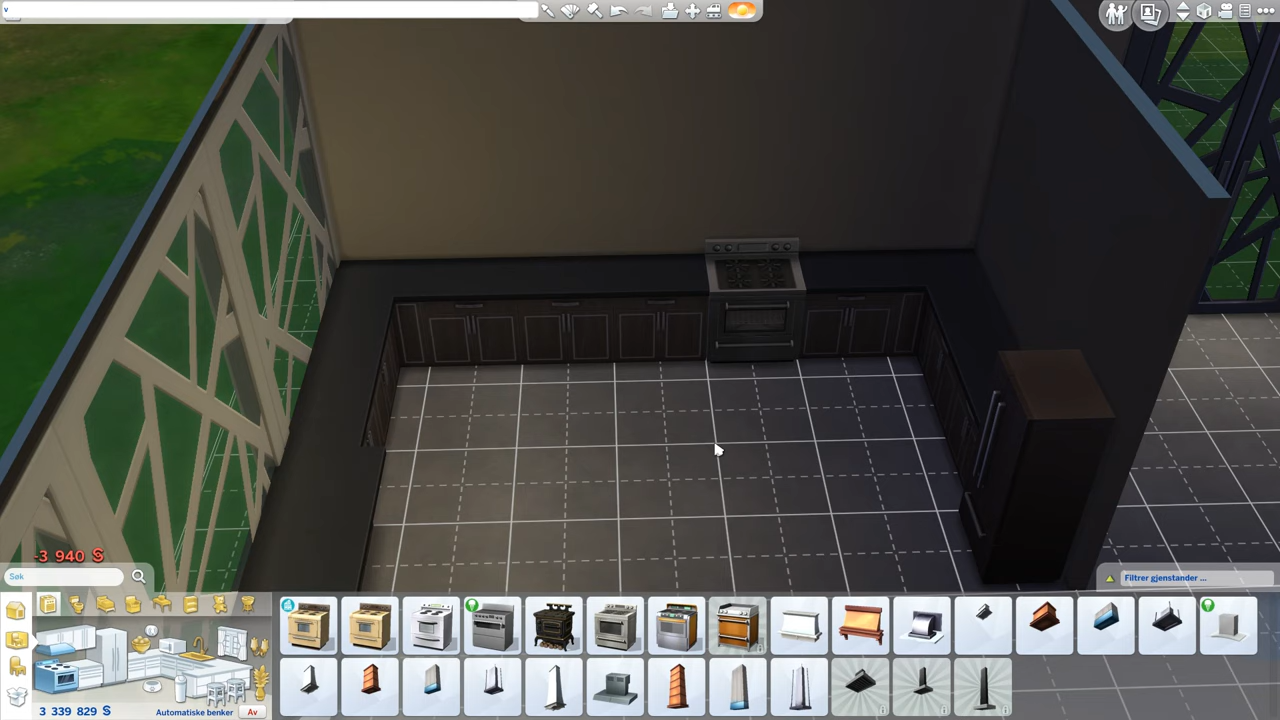 v
-3 940 §
Søk
Filtrer gjenstander ...
3 339 829 §
Automatiske benker
Av